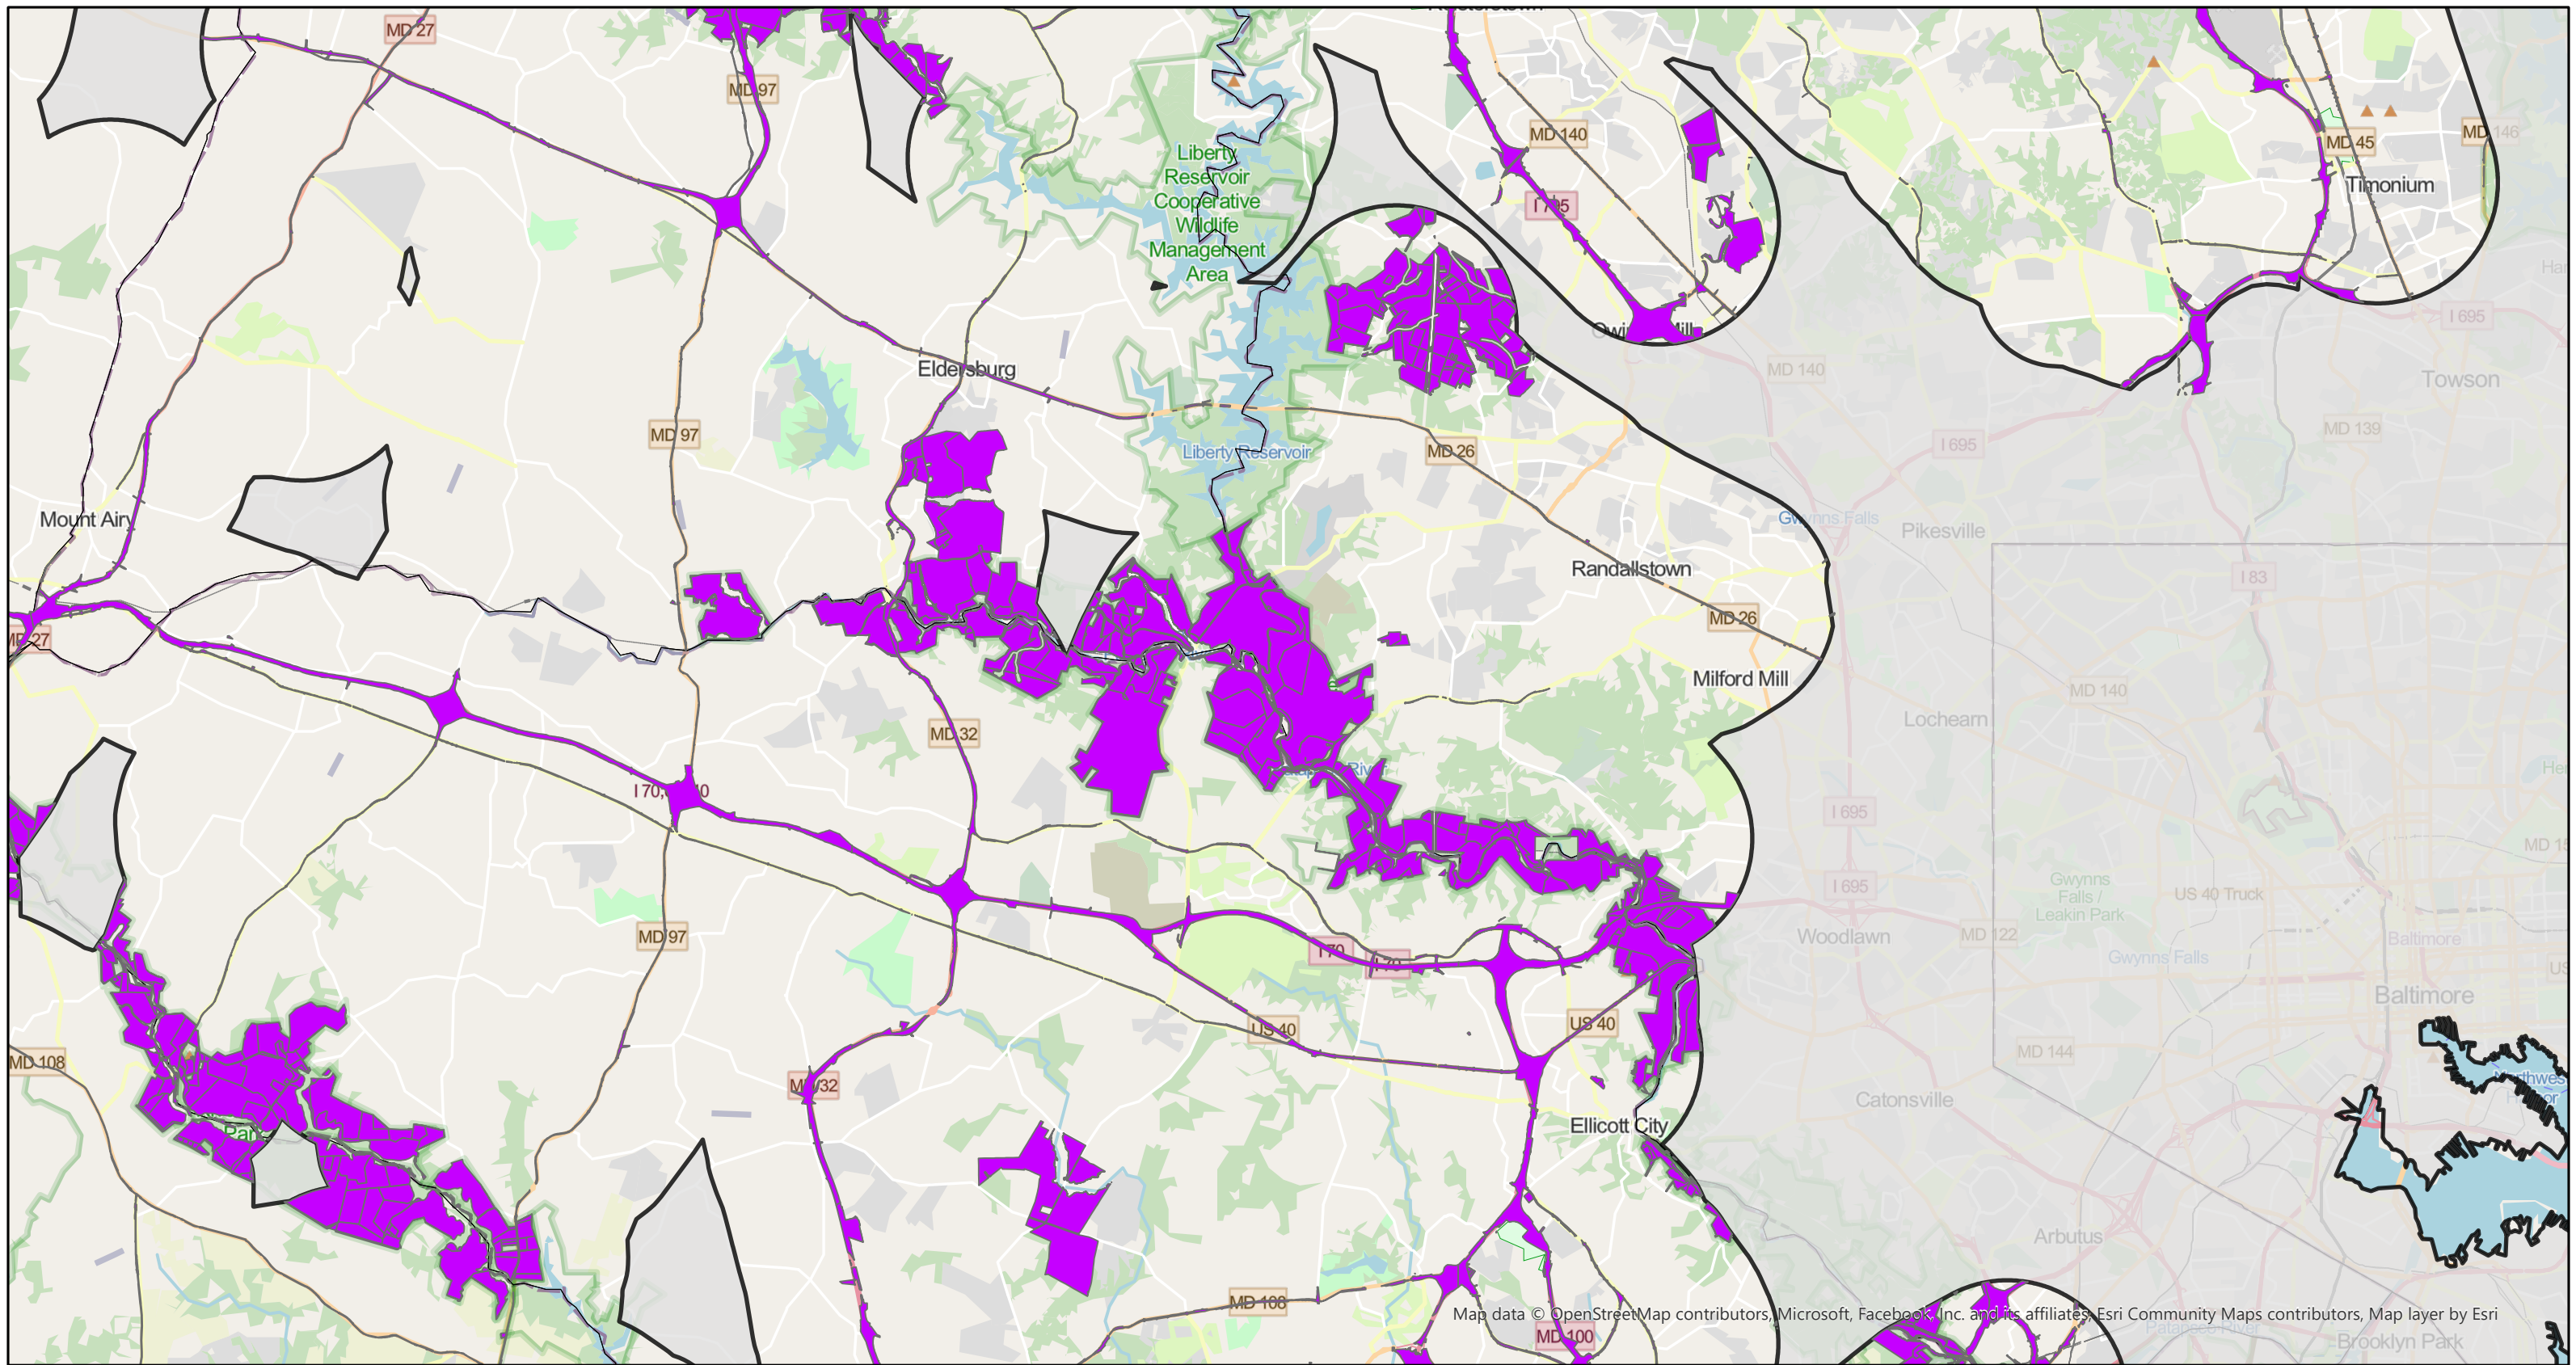 MD 27
MD 97
MD 140
MD 45
MD 146
Timonium
Liberty
Reservoir
Cooperative
Wildlife
Management
Area
I 795
I 695
MD 140
Towson
Eldersburg
MD 97
MD 26
Liberty Reservoir
I 695
MD 139
Mount Airy
Gwynns Falls
Pikesville
Randallstown
I 83
MD 26
MD 27
Milford Mill
MD 140
Lochearn
MD 32
I 695
I 695
Gwynns
Falls /
Leakin Park
US 40 Truck
MD 97
I 70
Woodlawn
MD 122
Baltimore
Gwynns Falls
Baltimore
US 40
US 40
MD 144
MD 108
MD 32
Catonsville
Ellicott City
Park
Arbutus
MD 108
Map data © OpenStreetMap contributors, Microsoft, Facebook, Inc. and its affiliates, Esri Community Maps contributors, Map layer by Esri
MD 100
Patapsco River
Brooklyn Park